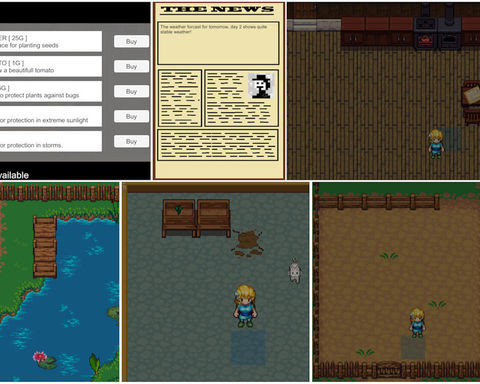 ER [ 25G ]
ace for planting seeds
Buy
TO [ 1G ]
w a beautifull tomato
Buy
G ]
o protect plants against bugs
Buy
or protection in extreme sunlight
Buy
or protection in storms.
Buy
vailable
THE NEWS
The weather forcast for tomorrow, day 2 shows quite
stable weather!